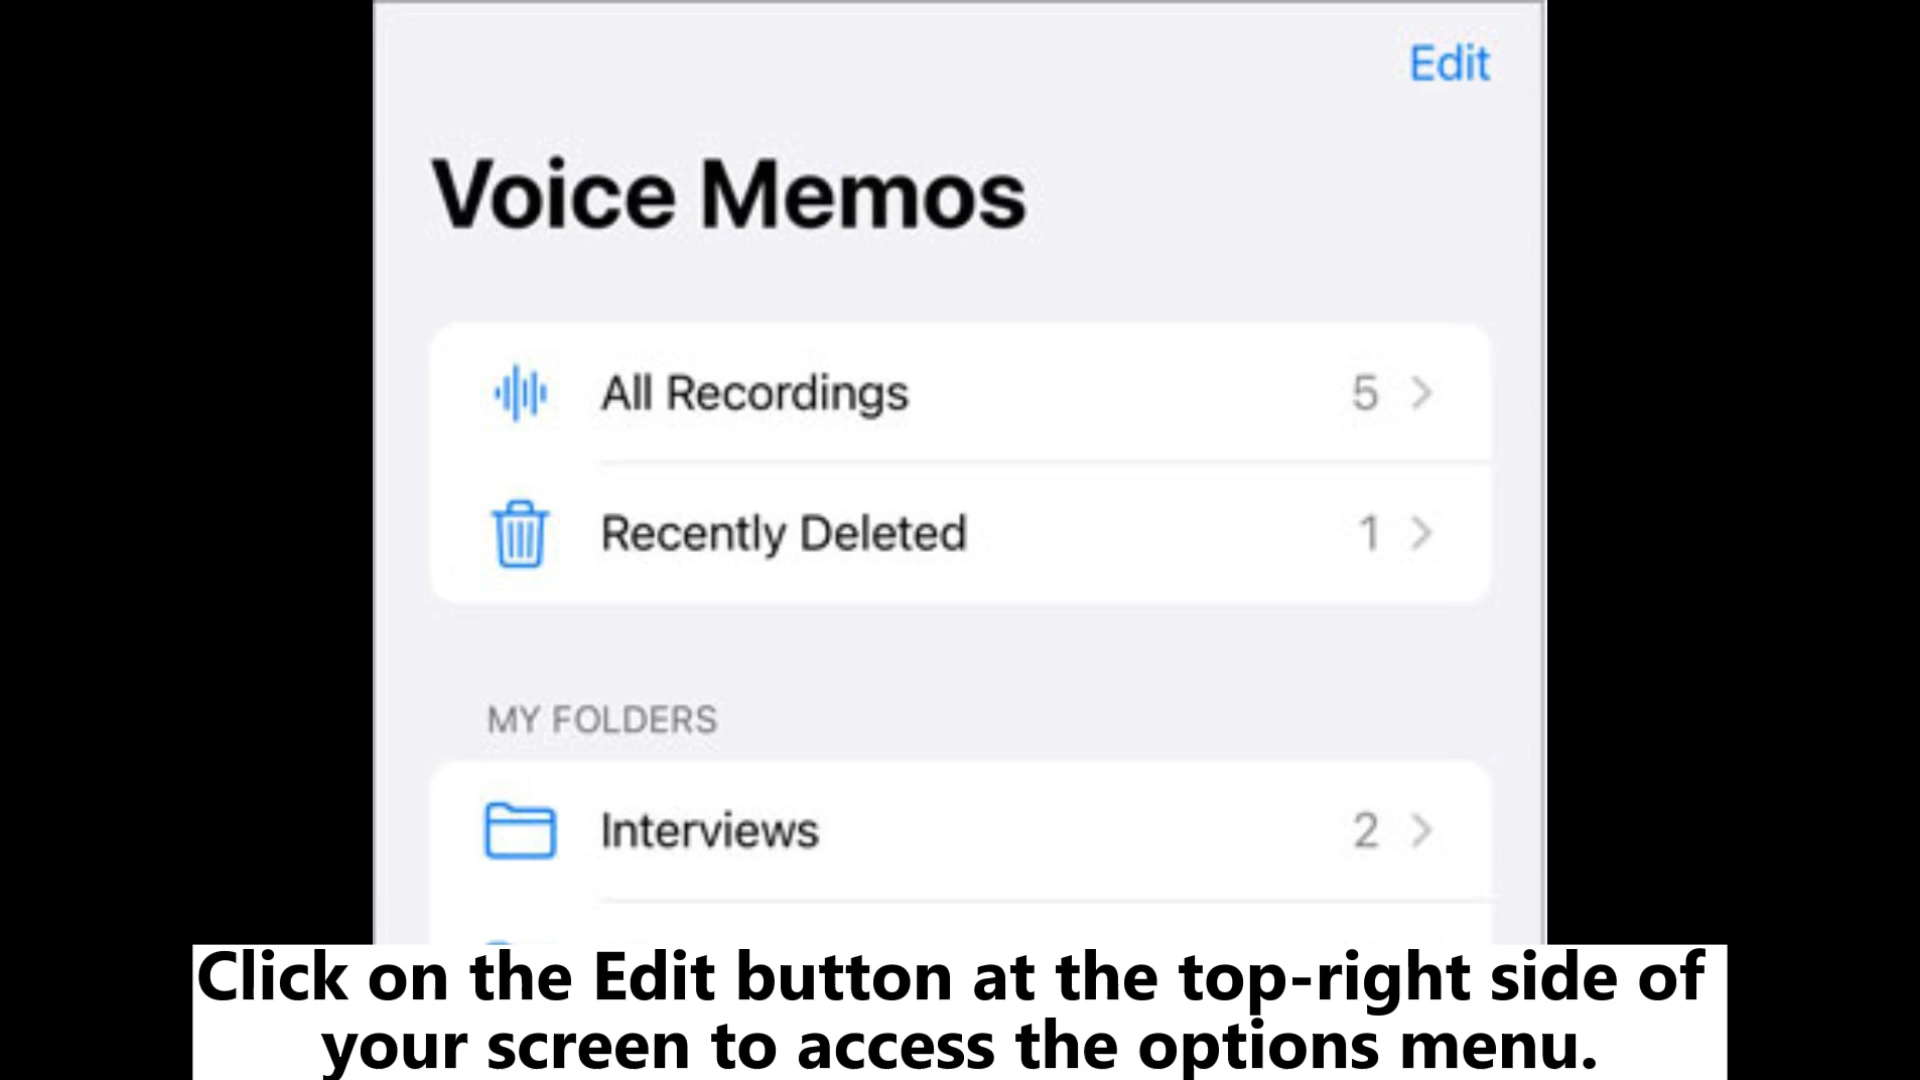 Edit
Voice Memos
All Recordings 5
Recently Deleted 1
MY FOLDERS
Interviews 2
Click on the Edit button at the top-right side of
your screen to access the options menu.